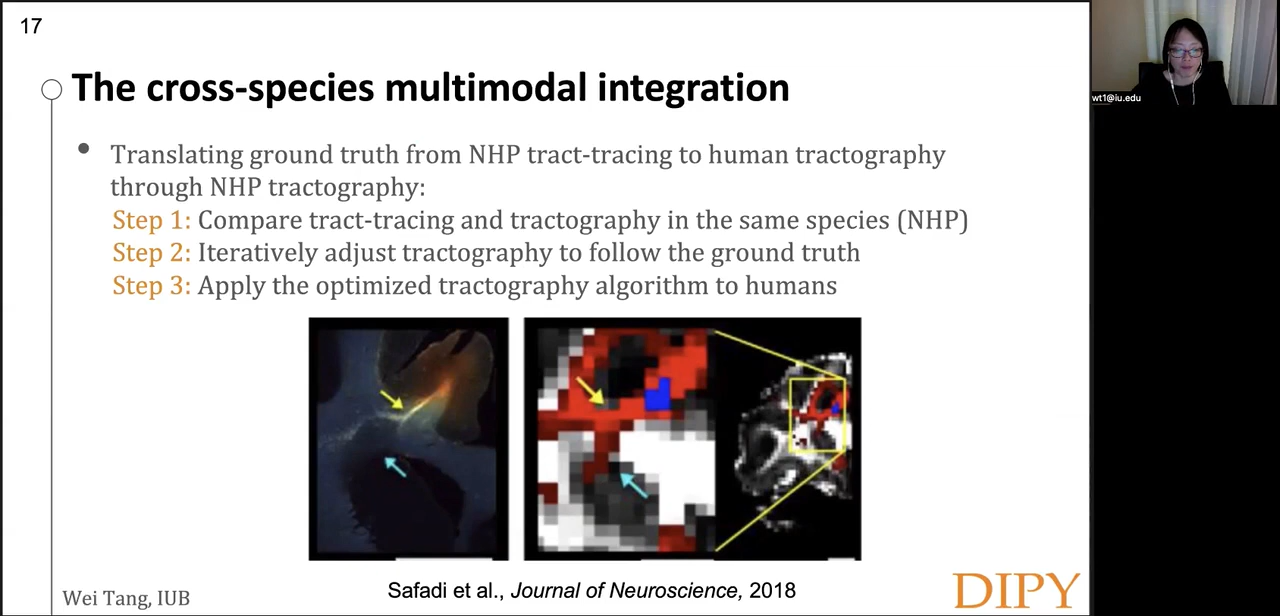 17
The cross-species multimodal integration
wt1@iu.edu
• Translating ground truth from NHP tract-tracing to human tractography
through NHP tractography:
Step 1: Compare tract-tracing and tractography in the same species (NHP)
Step 2: Iteratively adjust tractography to follow the ground truth
Step 3: Apply the optimized tractography algorithm to humans
Safadi et al., Journal of Neuroscience, 2018
Wei Tang, IUB
DIPY